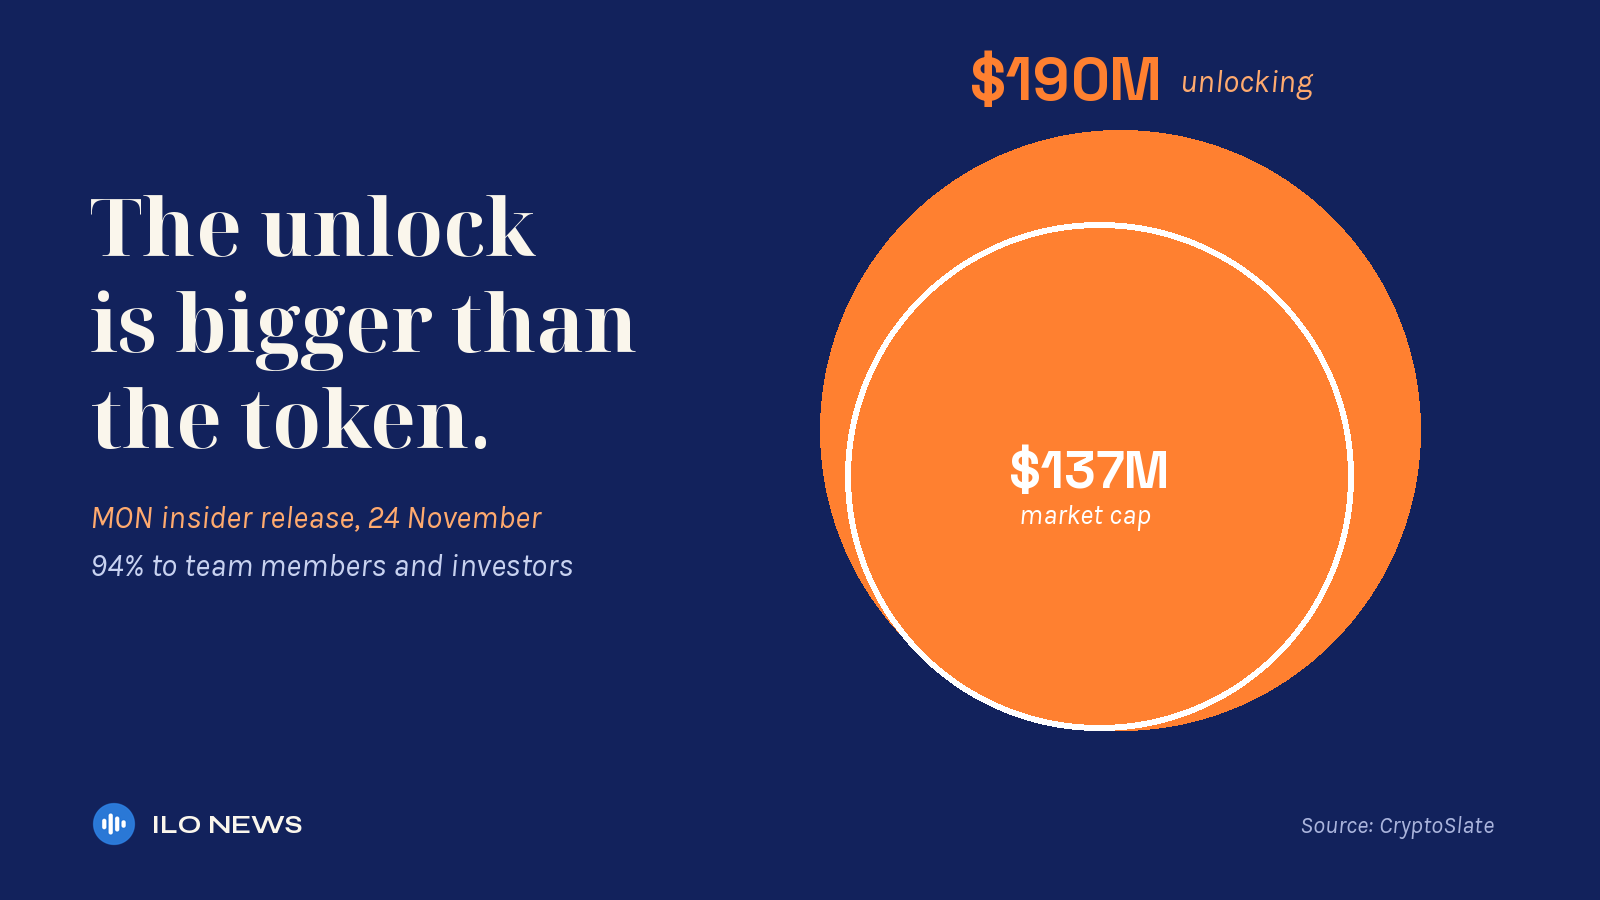 The unlock
is bigger than
the token.
MON insider release, 24 November
94% to team members and investors
$190M unlocking
$137M
market cap
ILO NEWS
Source: CryptoSlate